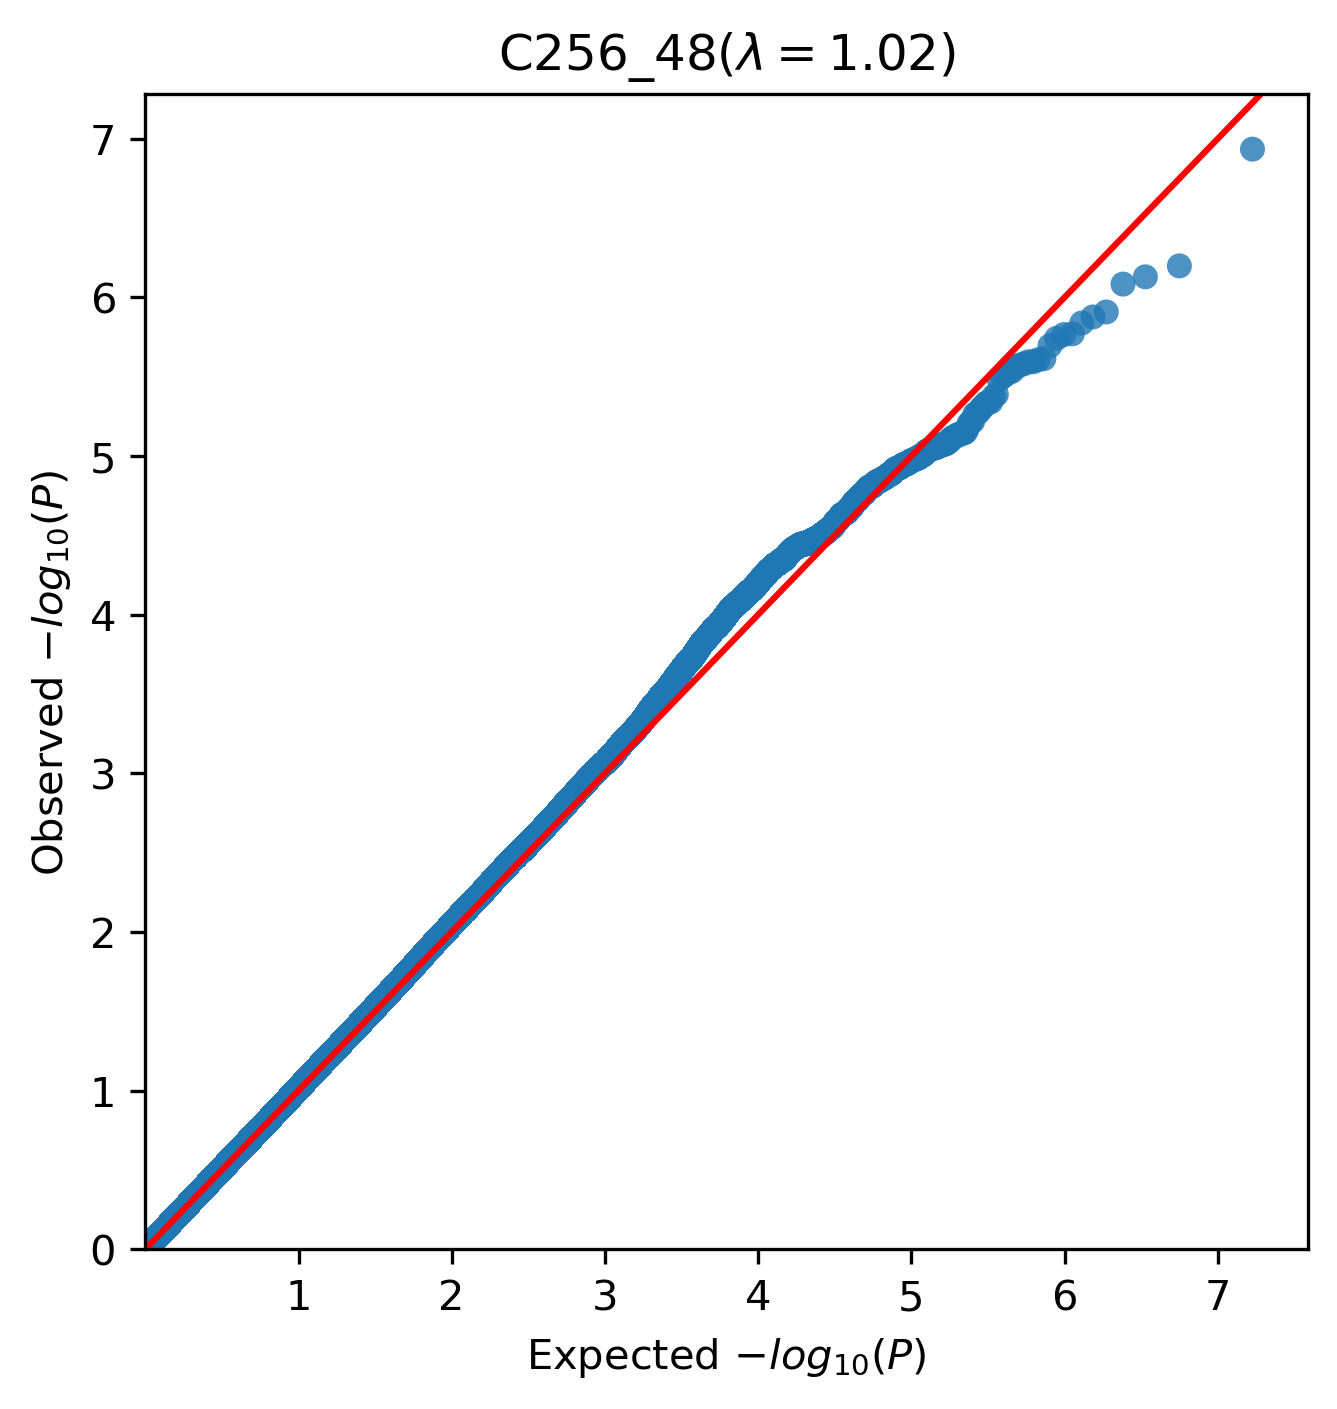 C256_48(λ = 1.02)
7
6
5
4
3
2
1
0
Observed −log₁₀(P)
1 2 3 4 5 6 7
Expected −log₁₀(P)